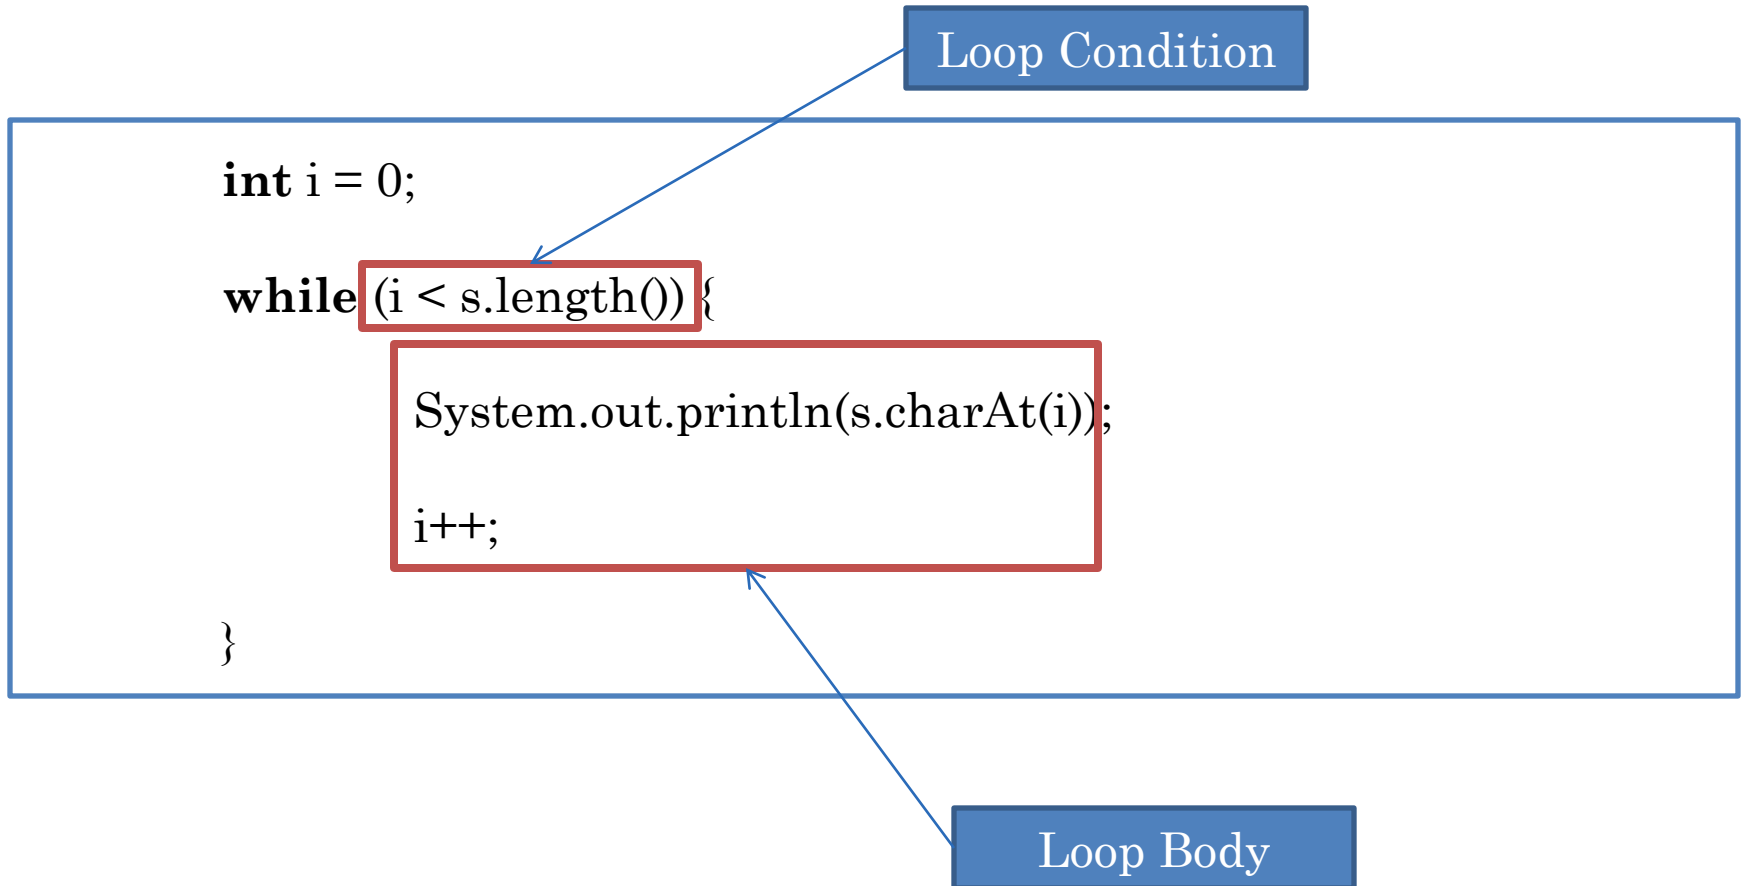 Loop Condition
int i = 0;
while (i < s.length()) {
System.out.println(s.charAt(i));
i++;
}
Loop Body